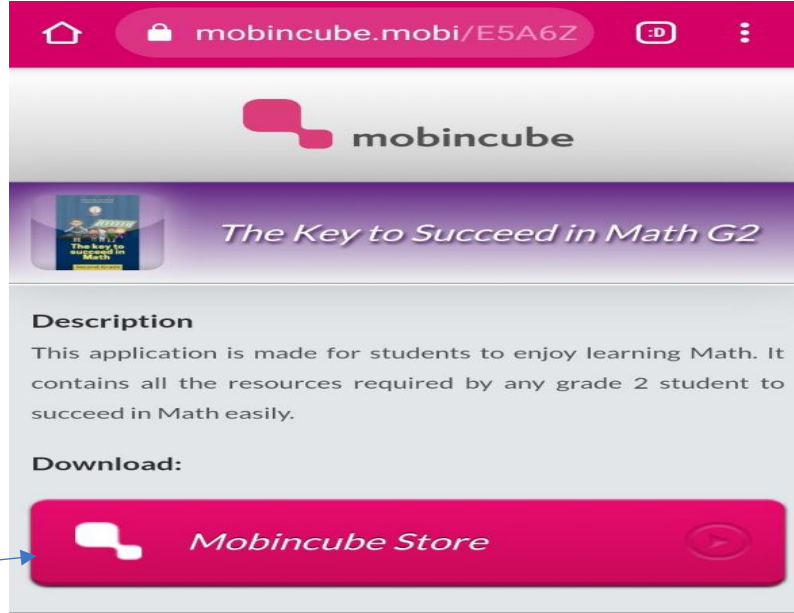 mobincube.mobi/E5A6Z :D
mobincube
The key to
succeed in
Math
The Key to Succeed in Math G2
Description
This application is made for students to enjoy learning Math. It
contains all the resources required by any grade 2 student to
succeed in Math easily.
Download:
Mobincube Store